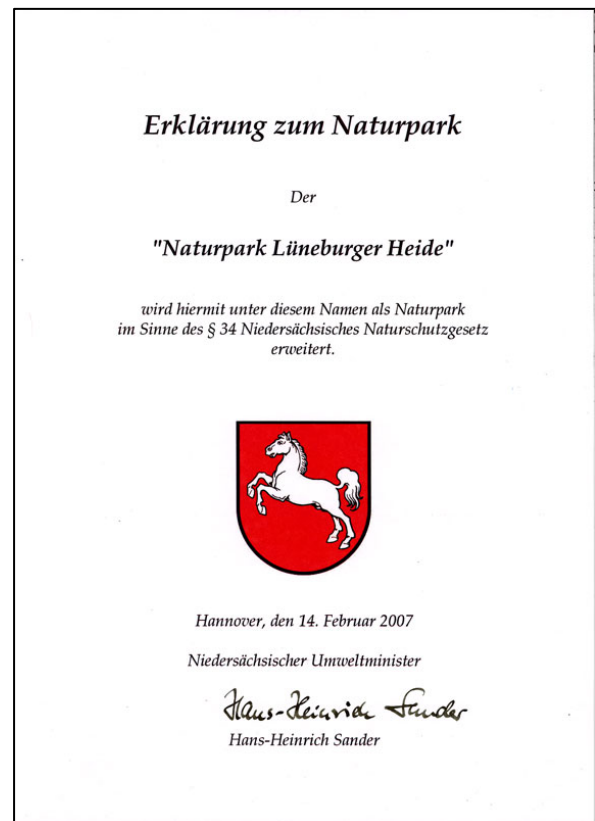 Erklärung zum Naturpark
Der
"Naturpark Lüneburger Heide"
wird hiermit unter diesem Namen als Naturpark
im Sinne des § 34 Niedersächsisches Naturschutzgesetz
erweitert.
Hannover, den 14. Februar 2007
Niedersächsischer Umweltminister
Hans-Heinrich Sander
Hans-Heinrich Sander